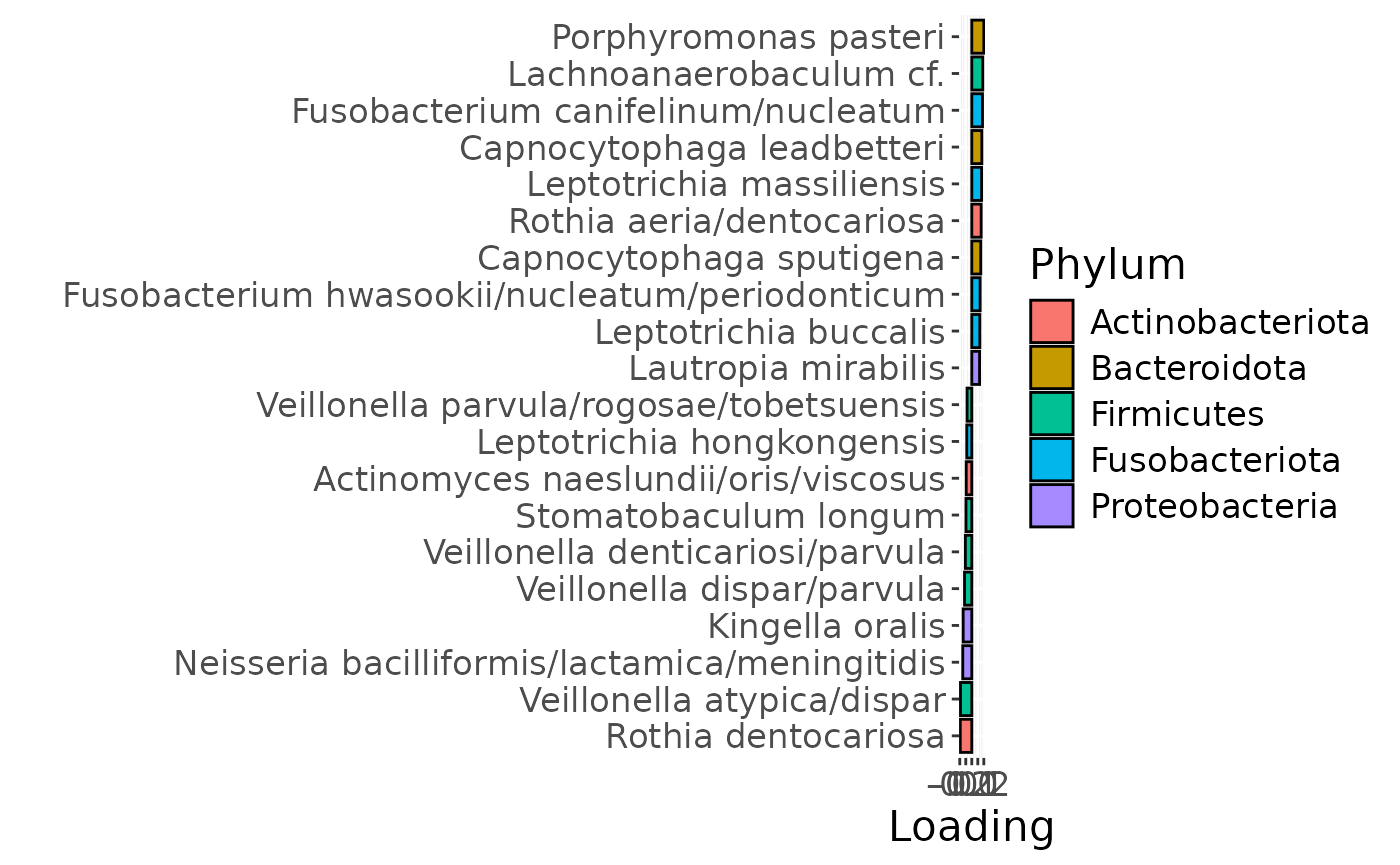 Porphyromonas pasteri
Lachnoanaerobaculum cf.
Fusobacterium canifelinum/nucleatum
Capnocytophaga leadbetteri
Leptotrichia massiliensis
Rothia aeria/dentocariosa
Capnocytophaga sputigena
Fusobacterium hwasookii/nucleatum/periodonticum
Leptotrichia buccalis
Lautropia mirabilis
Veillonella parvula/rogosae/tobetsuensis
Leptotrichia hongkongensis
Actinomyces naeslundii/oris/viscosus
Stomatobaculum longum
Veillonella denticariosi/parvula
Veillonella dispar/parvula
Kingella oralis
Neisseria bacilliformis/lactamica/meningitidis
Veillonella atypica/dispar
Rothia dentocariosa
Loading
Phylum
Actinobacteriota
Bacteroidota
Firmicutes
Fusobacteriota
Proteobacteria